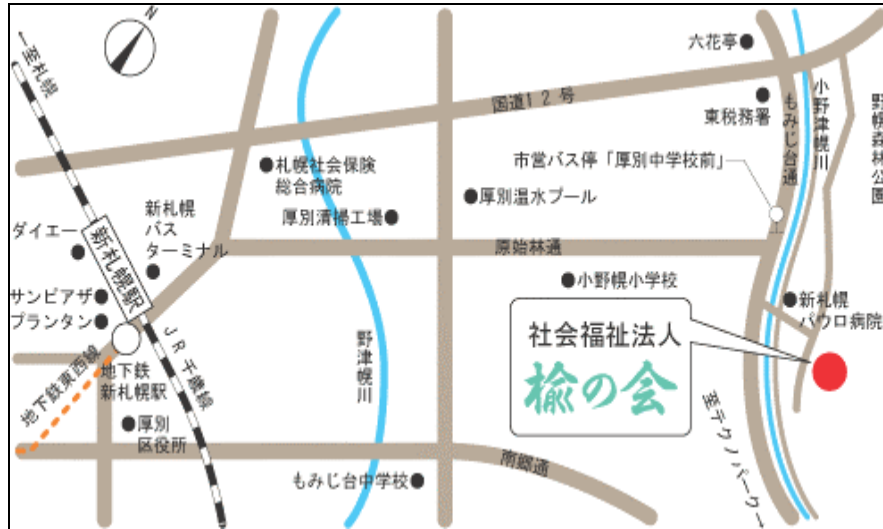 N
←至札幌
六花亭
国道12号
東税務署
もみじ台通
小野津幌川
野幌森林公園
札幌社会保険
総合病院
市営バス停「厚別中学校前」
厚別温水プール
厚別清掃工場
新札幌
バス
ターミナル
ダイエー
新札幌駅
原始林通
サンピアザ
プランタン
小野幌小学校
新札幌
パウロ病院
社会福祉法人
楡の会
野津幌川
JR千歳線
地下鉄東西線
地下鉄
新札幌駅
厚別
区役所
至テクノパーク→
南郷通
もみじ台中学校